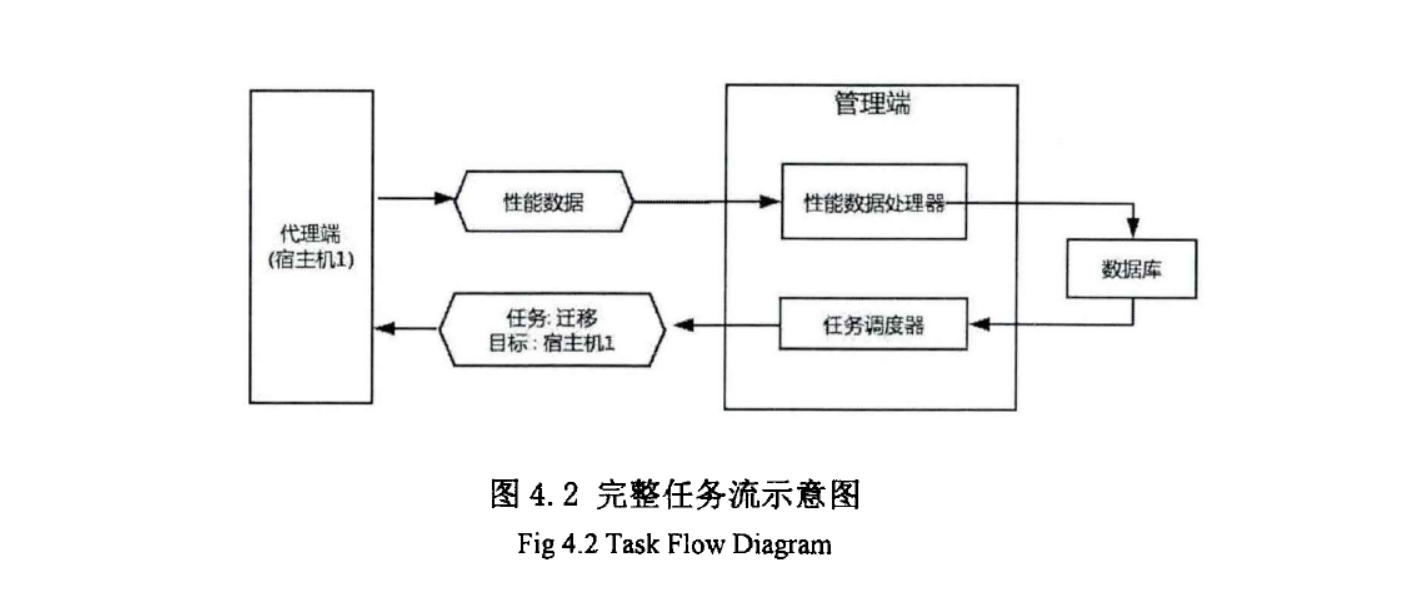 管理端
代理端
(宿主机1)
性能数据
性能数据处理器
数据库
任务: 迁移
目标: 宿主机1
任务调度器
图 4.2 完整任务流示意图
Fig 4.2 Task Flow Diagram